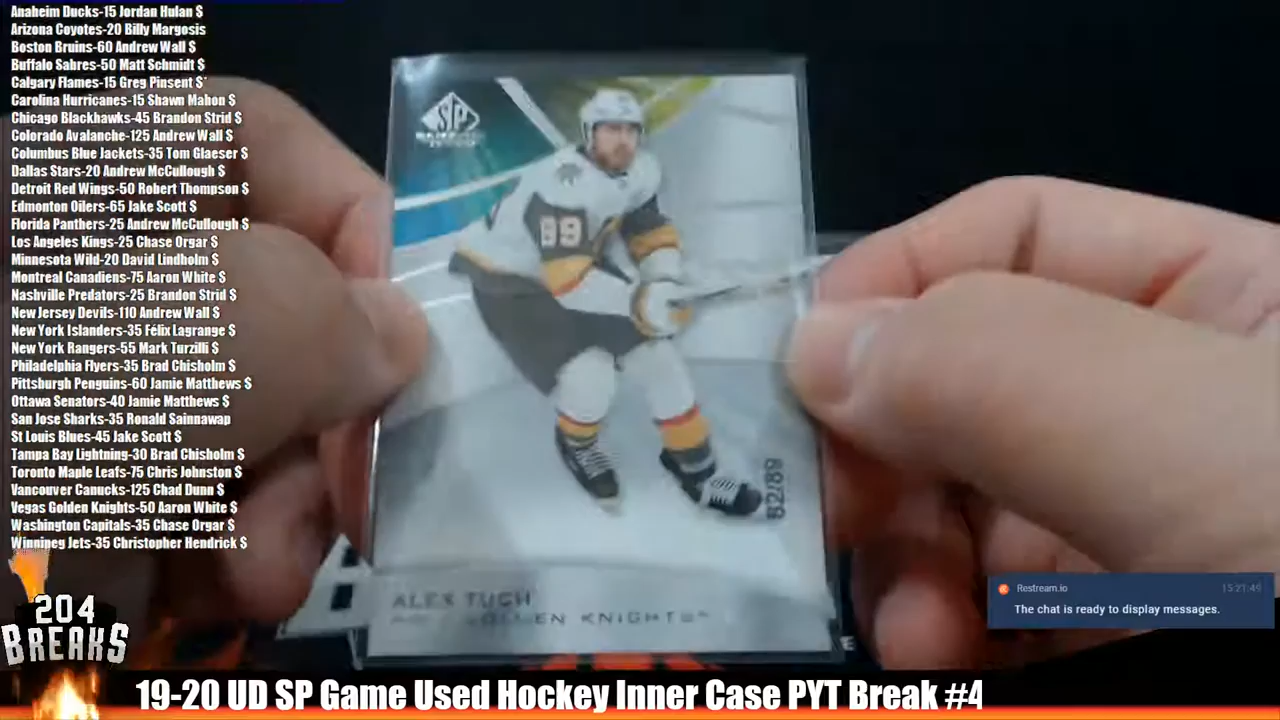 Anaheim Ducks-15 Jordan Hulan $
Arizona Coyotes-20 Billy Margosis
Boston Bruins-60 Andrew Wall $
Buffalo Sabres-50 Matt Schmidt $
Calgary Flames-15 Greg Pinsent $
Carolina Hurricanes-15 Shawn Mahon $
Chicago Blackhawks-45 Brandon Strid $
Colorado Avalanche-125 Andrew Wall $
Columbus Blue Jackets-35 Tom Glaeser $
Dallas Stars-20 Andrew McCullough $
Detroit Red Wings-50 Robert Thompson $
Edmonton Oilers-65 Jake Scott $
Florida Panthers-25 Andrew McCullough $
Los Angeles Kings-25 Chase Orgar $
Minnesota Wild-20 David Lindholm $
Montreal Canadiens-75 Aaron White $
Nashville Predators-25 Brandon Strid $
New Jersey Devils-110 Andrew Wall $
New York Islanders-35 Félix Lagrange $
New York Rangers-55 Mark Turzilli $
Philadelphia Flyers-35 Brad Chisholm $
Pittsburgh Penguins-60 Jamie Matthews $
Ottawa Senators-40 Jamie Matthews $
San Jose Sharks-35 Ronald Sainnawap
St Louis Blues-45 Jake Scott $
Tampa Bay Lightning-30 Brad Chisholm $
Toronto Maple Leafs-75 Chris Johnston $
Vancouver Canucks-125 Chad Dunn $
Vegas Golden Knights-50 Aaron White $
Washington Capitals-35 Chase Orgar $
Winnipeg Jets-35 Christopher Hendrick $
204
BREAKS
SP
89
82/89
ALEX TUCH
GOLDEN KNIGHTS
Restream.io 15:21:49
The chat is ready to display messages.
19-20 UD SP Game Used Hockey Inner Case PYT Break #4